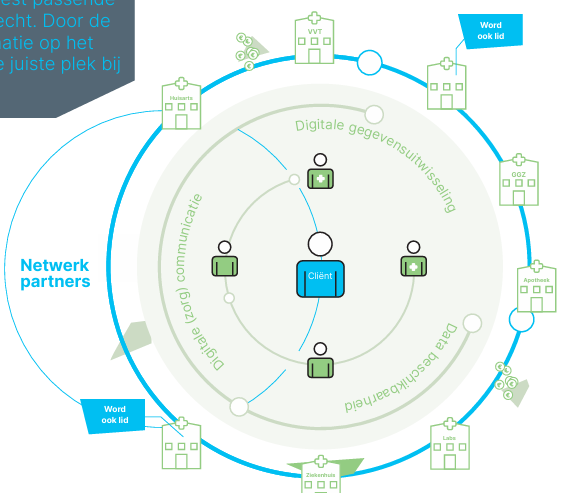 est passende
echt. Door de
natie op het
e juiste plek bij
Word
ook lid
VVT
Huisarts
GGZ
Digitale gegevensuitwisseling
Digitale (zorg) communicatie
Netwerk
partners
Cliënt
Apotheek
Data beschikbaarheid
Word
ook lid
Labs
Ziekenhuis